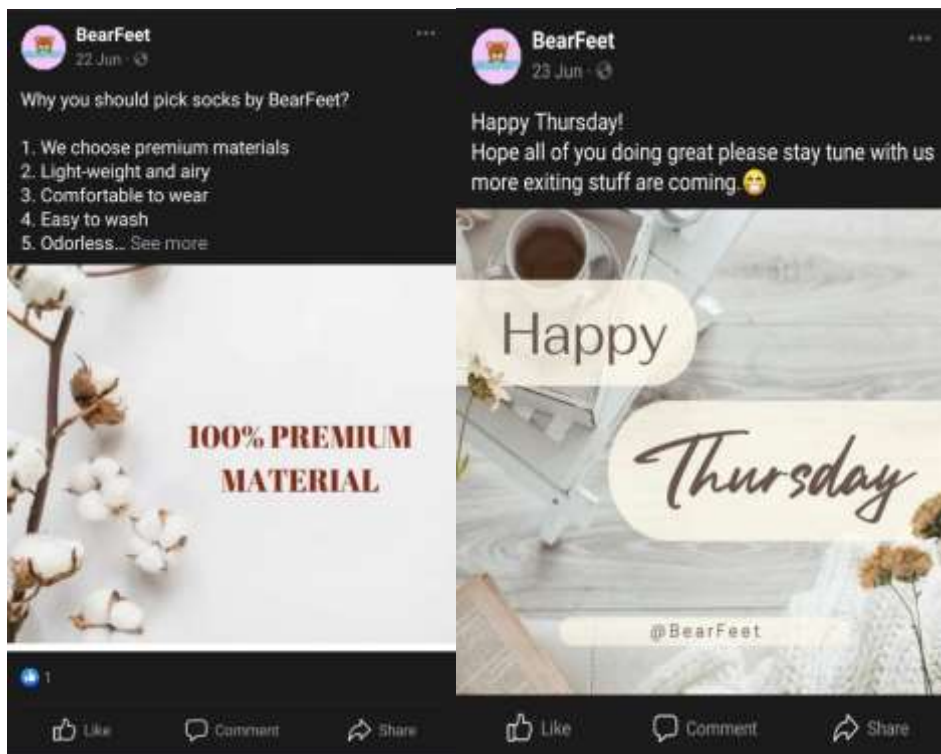 BearFeet
22 Jun
Why you should pick socks by BearFeet?
1. We choose premium materials
2. Light-weight and airy
3. Comfortable to wear
4. Easy to wash
5. Odorless... See more
100% PREMIUM
MATERIAL
1
Like Comment Share
BearFeet
23 Jun
Happy Thursday!
Hope all of you doing great please stay tune with us
more exiting stuff are coming.😁
Happy
Thursday
@BearFeet
Like Comment Share